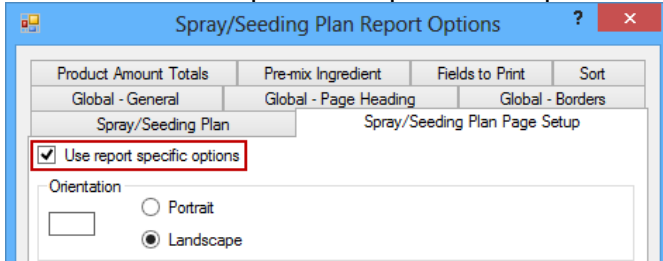 Spray/Seeding Plan Report Options ? ×
Product Amount Totals Pre-mix Ingredient Fields to Print Sort
Global - General Global - Page Heading Global - Borders
Spray/Seeding Plan Spray/Seeding Plan Page Setup
Use report specific options
Orientation
Portrait
Landscape